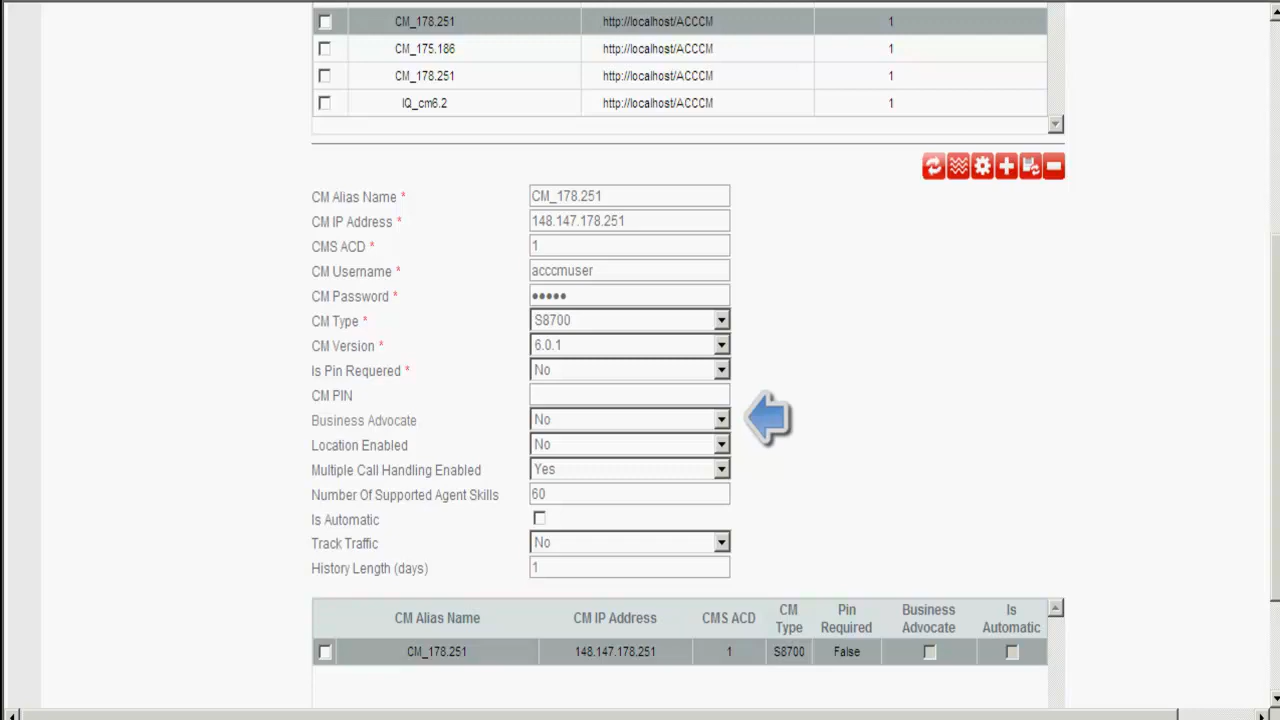 CM_178.251 http://localhost/ACCCM 1
CM_175.186 http://localhost/ACCCM 1
CM_178.251 http://localhost/ACCCM 1
IQ_cm6.2 http://localhost/ACCCM 1
CM Alias Name * CM_178.251
CM IP Address * 148.147.178.251
CMS ACD * 1
CM Username * acccmuser
CM Password * •••••
CM Type * S8700
CM Version * 6.0.1
Is Pin Requered * No
CM PIN
Business Advocate No
Location Enabled No
Multiple Call Handling Enabled Yes
Number Of Supported Agent Skills 60
Is Automatic
Track Traffic No
History Length (days) 1
CM Alias Name CM IP Address CMS ACD CM Type Pin Required Business Advocate Is Automatic
CM_178.251 148.147.178.251 1 S8700 False